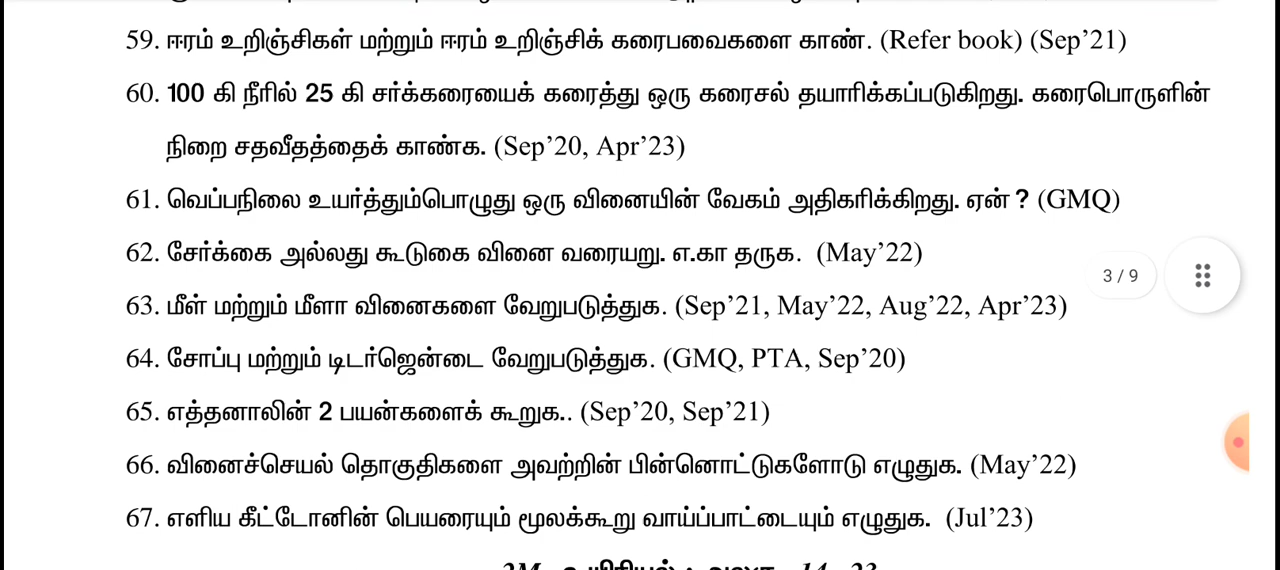 59. ஈரம் உறிஞ்சிகள் மற்றும் ஈரம் உறிஞ்சிக் கரைபவைகளை காண். (Refer book) (Sep’21)
60. 100 கி நீரில் 25 கி சர்க்கரையைக் கரைத்து ஒரு கரைசல் தயாரிக்கப்படுகிறது. கரைபொருளின்
நிறை சதவீதத்தைக் காண்க. (Sep’20, Apr’23)
61. வெப்பநிலை உயர்த்தும்பொழுது ஒரு வினையின் வேகம் அதிகரிக்கிறது. ஏன் ? (GMQ)
62. சேர்க்கை அல்லது கூடுகை வினை வரையறு. எ.கா தருக. (May’22)
3 / 9
63. மீள் மற்றும் மீளா வினைகளை வேறுபடுத்துக. (Sep’21, May’22, Aug’22, Apr’23)
64. சோப்பு மற்றும் டிடர்ஜென்டை வேறுபடுத்துக. (GMQ, PTA, Sep’20)
65. எத்தனாலின் 2 பயன்களைக் கூறுக.. (Sep’20, Sep’21)
66. வினைச்செயல் தொகுதிகளை அவற்றின் பின்னொட்டுகளோடு எழுதுக. (May’22)
67. எளிய கீட்டோனின் பெயரையும் மூலக்கூறு வாய்ப்பாட்டையும் எழுதுக. (Jul’23)